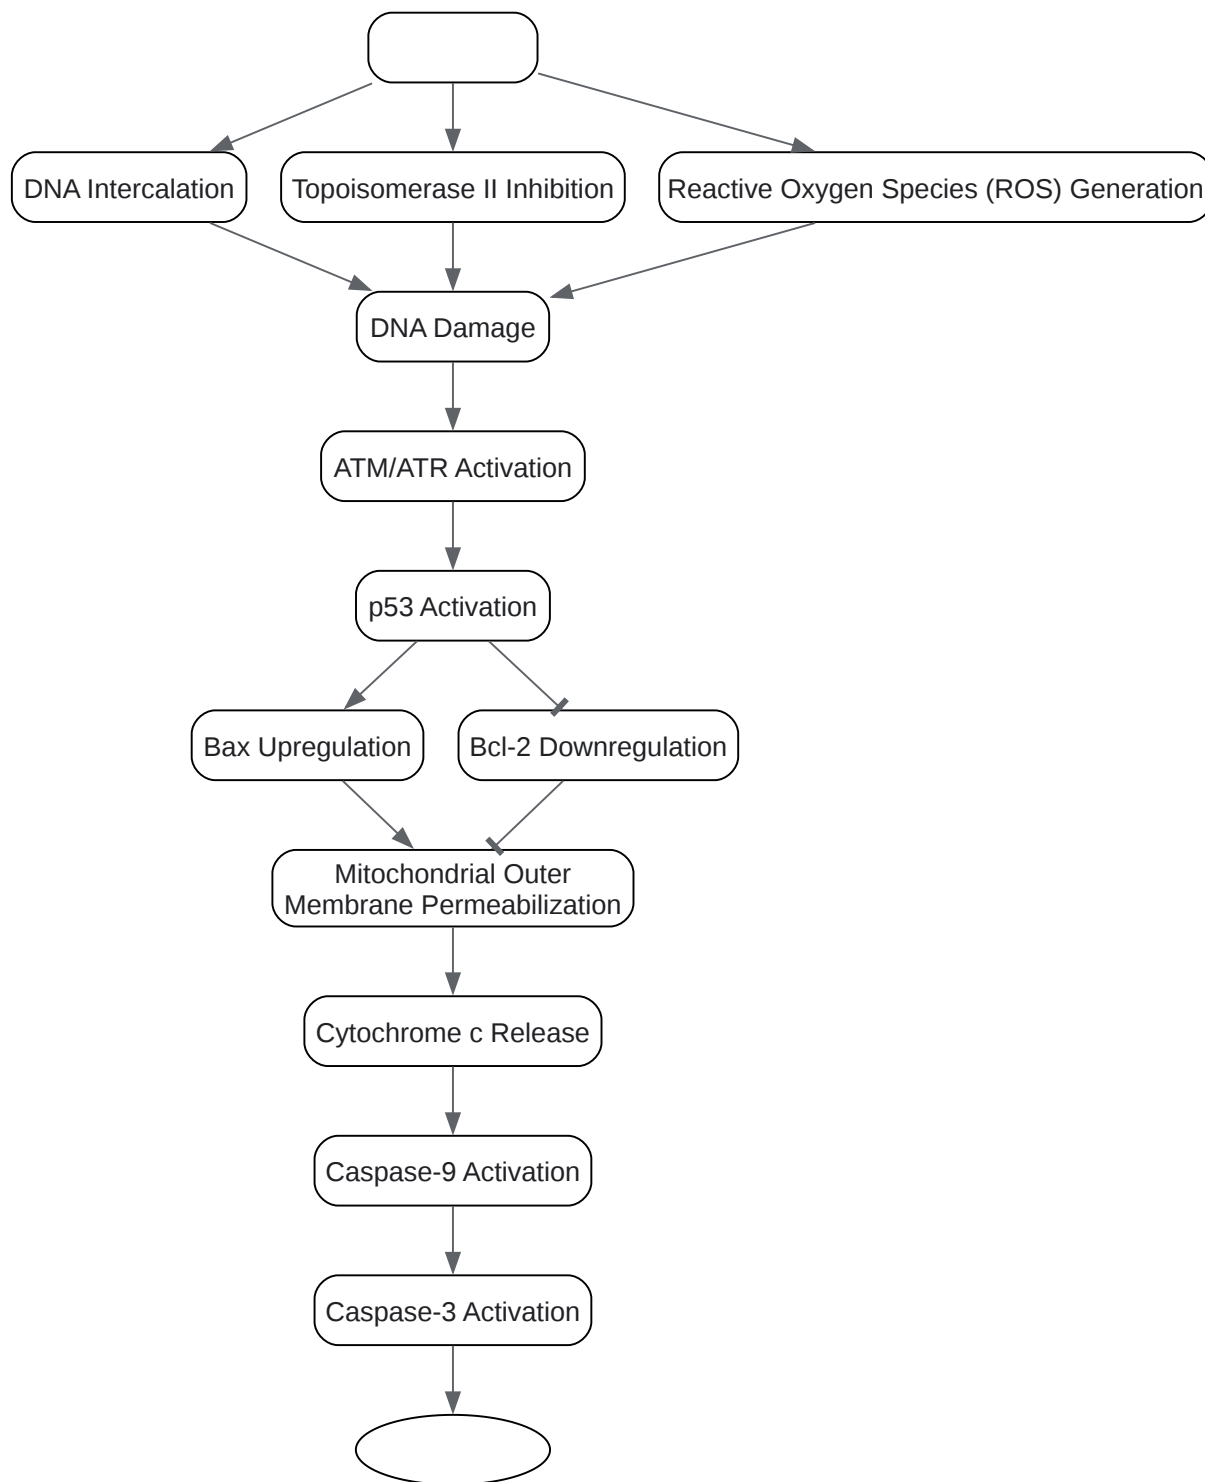 DNA Intercalation
Topoisomerase II Inhibition
Reactive Oxygen Species (ROS) Generation
DNA Damage
ATM/ATR Activation
p53 Activation
Bax Upregulation
Bcl-2 Downregulation
Mitochondrial Outer
Membrane Permeabilization
Cytochrome c Release
Caspase-9 Activation
Caspase-3 Activation